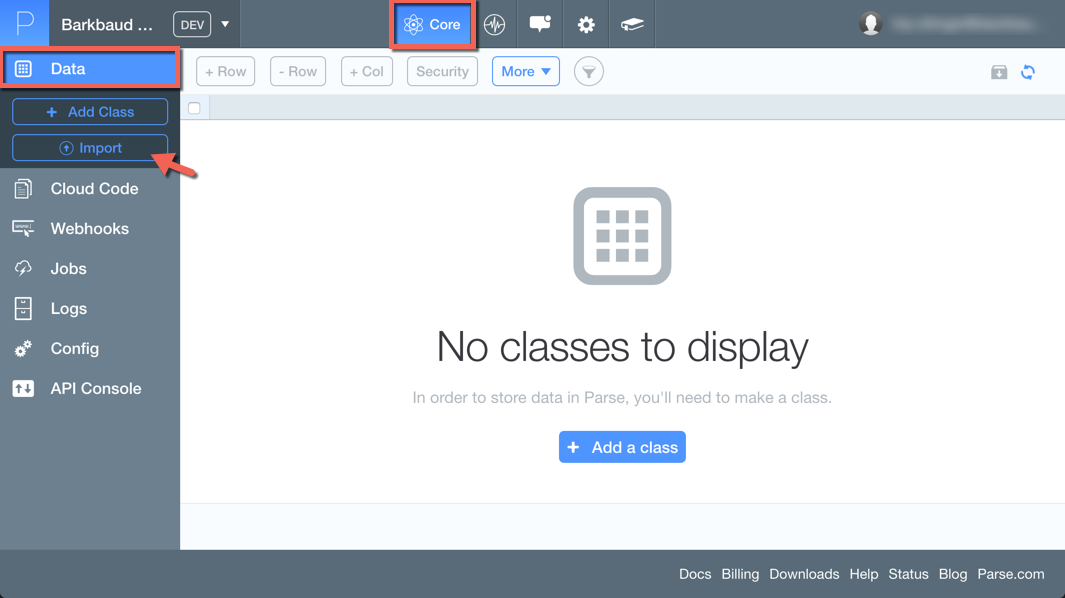 Barkbaud ...
DEV
Core
Data
+ Row
- Row
+ Col
Security
More
+ Add Class
Import
Cloud Code
Webhooks
Jobs
Logs
Config
API Console
No classes to display
In order to store data in Parse, you'll need to make a class.
+ Add a class
Docs Billing Downloads Help Status Blog Parse.com